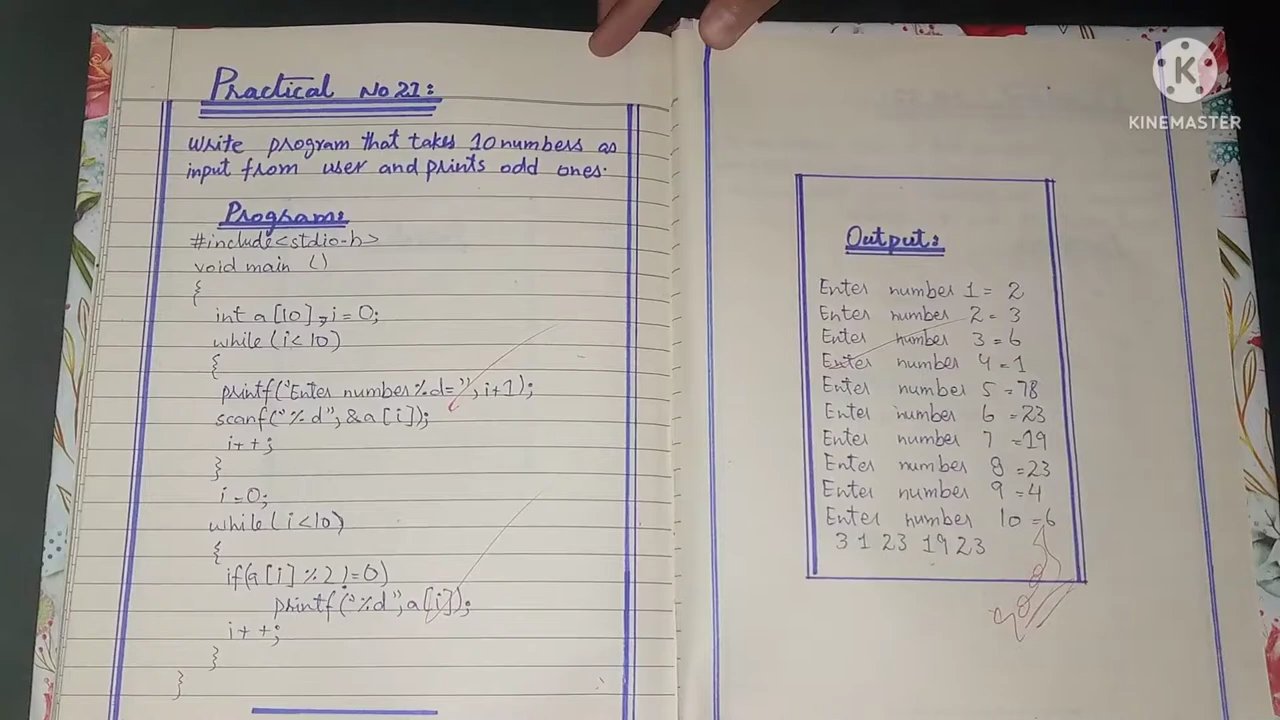 Practical No 21:
Write program that takes 10 numbers as
input from user and prints odd ones.
Program:
#include<stdio.h>
void main ()
{
int a[10], i=0;
while (i<10)
{
printf("Enter number %d=", i+1);
scanf("%d", &a[i]);
i++;
}
i=0;
while(i<10)
{
if(a[i] %2 != 0)
printf("%d", a[i]);
i++;
}
}
Output:
Enter number 1 = 2
Enter number 2 = 3
Enter number 3 = 6
Enter number 4 = 1
Enter number 5 = 78
Enter number 6 = 23
Enter number 7 = 19
Enter number 8 = 23
Enter number 9 = 4
Enter number 10 = 6
3 1 23 19 23
K
KINEMASTER